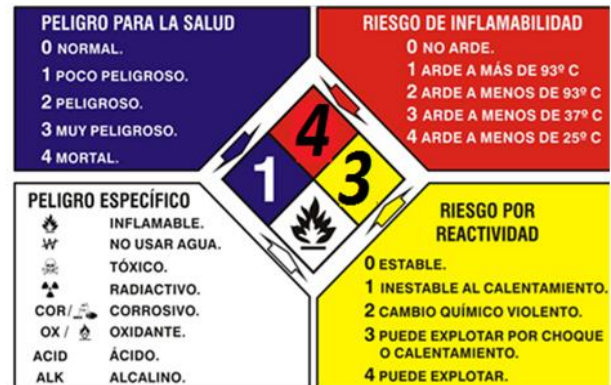 PELIGRO PARA LA SALUD
0 NORMAL.
1 POCO PELIGROSO.
2 PELIGROSO.
3 MUY PELIGROSO.
4 MORTAL.
RIESGO DE INFLAMABILIDAD
0 NO ARDE.
1 ARDE A MÁS DE 93º C
2 ARDE A MENOS DE 93º C
3 ARDE A MENOS DE 37º C
4 ARDE A MENOS DE 25º C
4
1
3
PELIGRO ESPECÍFICO
INFLAMABLE.
W NO USAR AGUA.
TÓXICO.
RADIACTIVO.
COR/ CORROSIVO.
OX / OXIDANTE.
ACID ÁCIDO.
ALK ALCALINO.
RIESGO POR
REACTIVIDAD
0 ESTABLE.
1 INESTABLE AL CALENTAMIENTO.
2 CAMBIO QUÍMICO VIOLENTO.
3 PUEDE EXPLOTAR POR CHOQUE
O CALENTAMIENTO.
4 PUEDE EXPLOTAR.